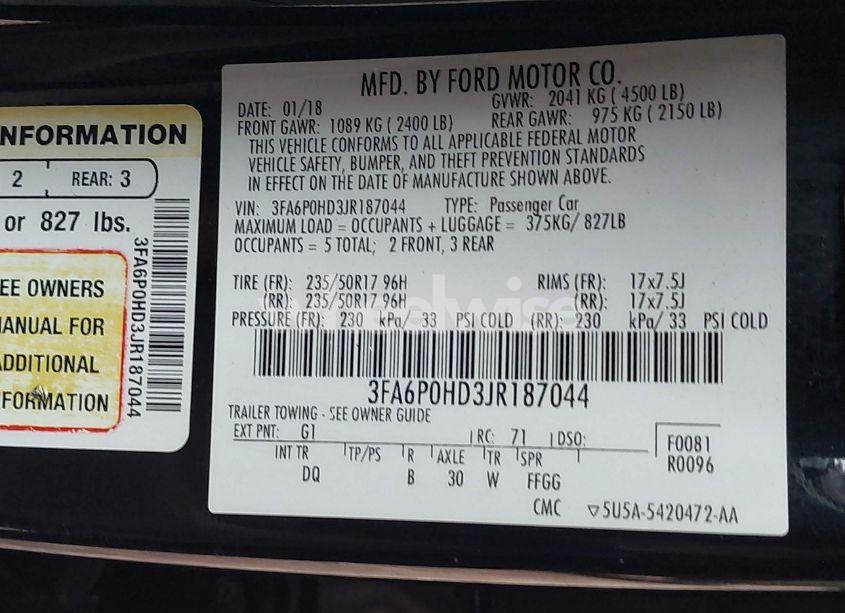 NFORMATION
2 REAR: 3
or 827 lbs.
EE OWNERS
MANUAL FOR
ADDITIONAL
FORMATION
3FA6P0HD3JR187044
MFD. BY FORD MOTOR CO.
DATE: 01/18 GVWR: 2041 KG ( 4500 LB)
FRONT GAWR: 1089 KG ( 2400 LB) REAR GAWR: 975 KG ( 2150 LB)
THIS VEHICLE CONFORMS TO ALL APPLICABLE FEDERAL MOTOR
VEHICLE SAFETY, BUMPER, AND THEFT PREVENTION STANDARDS
IN EFFECT ON THE DATE OF MANUFACTURE SHOWN ABOVE.
VIN: 3FA6P0HD3JR187044 TYPE: Passenger Car
MAXIMUM LOAD = OCCUPANTS + LUGGAGE = 375KG/ 827LB
OCCUPANTS = 5 TOTAL; 2 FRONT, 3 REAR
TIRE (FR): 235/50R17 96H RIMS (FR): 17x7.5J
(RR): 235/50R17 96H (RR): 17x7.5J
PRESSURE (FR): 230 kPa/ 33 PSI COLD (RR): 230 kPa/ 33 PSI COLD
3FA6P0HD3JR187044
TRAILER TOWING - SEE OWNER GUIDE
EXT PNT: G1 RC: 71 DSO:
INT TR TP/PS R AXLE TR SPR
DQ B 30 W FFGG
F0081
R0096
CMC ▽5U5A-5420472-AA